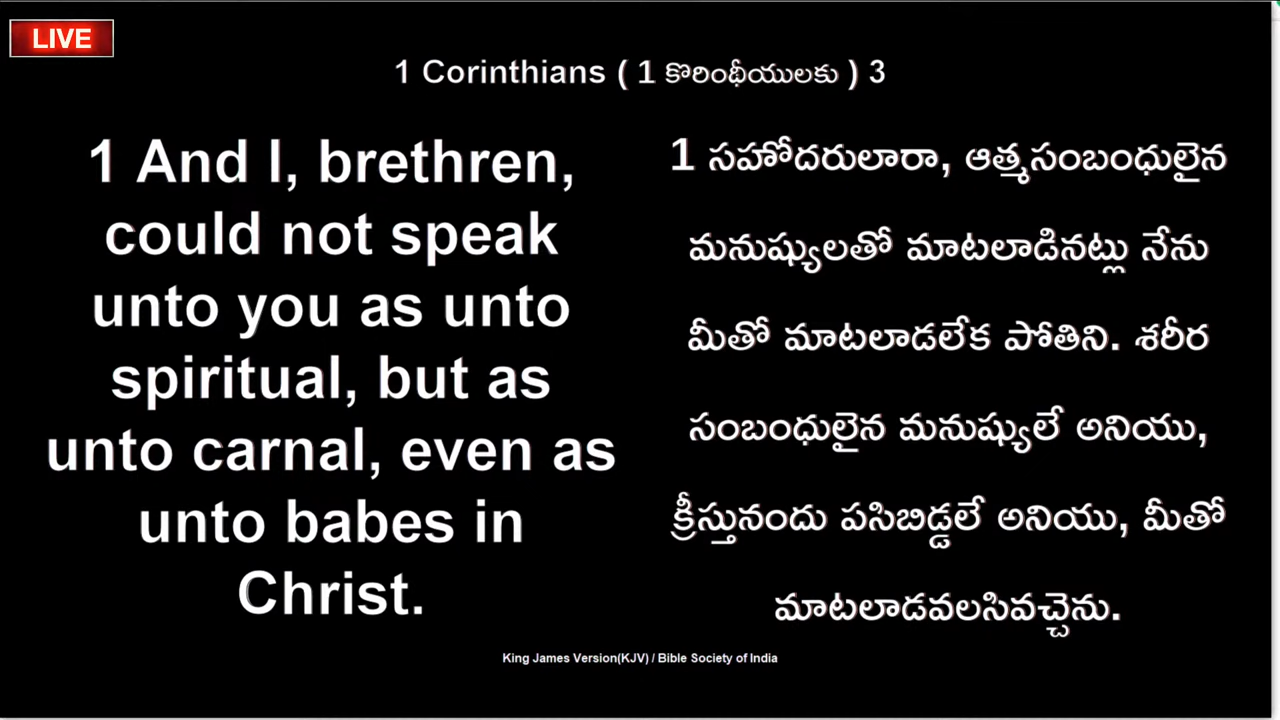 LIVE
1 Corinthians ( 1 కొరింథీయులకు ) 3
1 And I, brethren,
could not speak
unto you as unto
spiritual, but as
unto carnal, even as
unto babes in
Christ.
1 సహోదరులారా, ఆత్మసంబంధులైన
మనుష్యులతో మాటలాడినట్లు నేను
మీతో మాటలాడలేక పోతిని. శరీర
సంబంధులైన మనుష్యులే అనియు,
క్రీస్తునందు పసిబిడ్డలే అనియు, మీతో
మాటలాడవలసివచ్చెను.
King James Version(KJV) / Bible Society of India